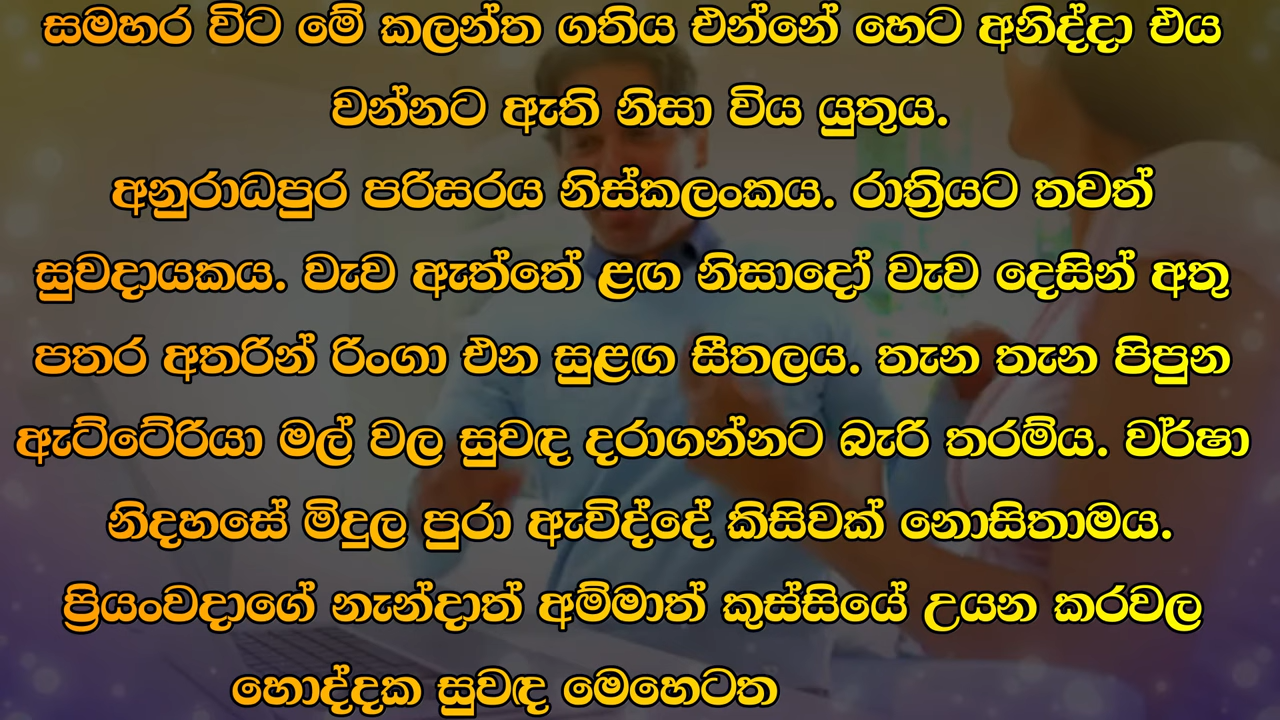 සමහර විට මේ කලන්ත ගතිය එන්නේ හෙට අනිද්දා එය
වන්නට ඇති නිසා විය යුතුය.
අනුරාධපුර පරිසරය නිස්කලංකය. රාත්‍රියට තවත්
සුවදායකය. වැව ඇත්තේ ළඟ නිසාදෝ වැව දෙසින් අතු
පතර අතරින් රිංගා එන සුළඟ සීතලය. තැන තැන පිපුන
ඇට්ටේරියා මල් වල සුවඳ දරාගන්නට බැරි තරම්ය. වර්ෂා
නිදහසේ මිදුල පුරා ඇවිද්දේ කිසිවක් නොසිතාමය.
ප්‍රියංවදාගේ නැන්දාත් අම්මාත් කුස්සියේ උයන කරවල
හොද්දක සුවඳ මෙහෙටත